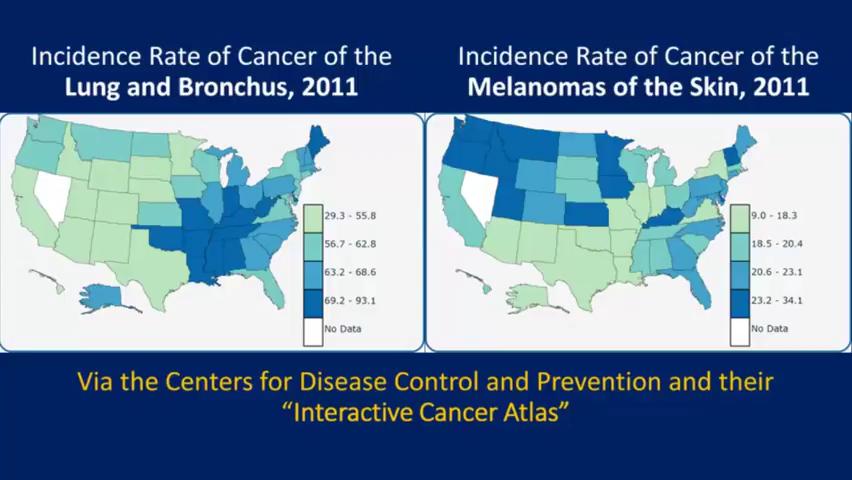 Incidence Rate of Cancer of the
Lung and Bronchus, 2011
29.3 - 55.8
56.7 - 62.8
63.2 - 68.6
69.2 - 93.1
No Data
Incidence Rate of Cancer of the
Melanomas of the Skin, 2011
9.0 - 18.3
18.5 - 20.4
20.6 - 23.1
23.2 - 34.1
No Data
Via the Centers for Disease Control and Prevention and their
“Interactive Cancer Atlas”